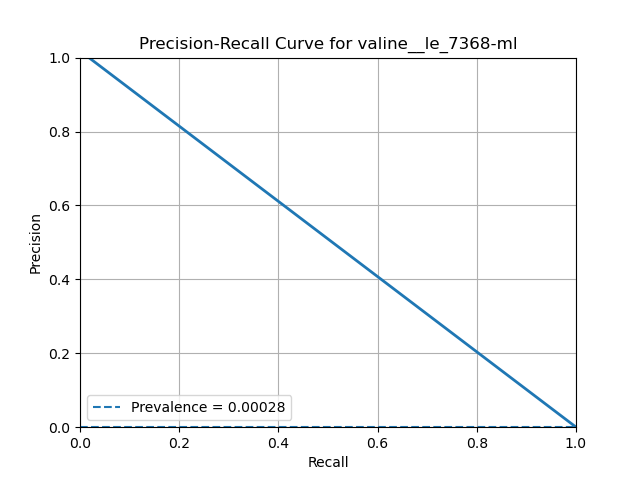 Precision-Recall Curve for valine__le_7368-ml
1.0
0.8
0.6
0.4
0.2
0.0
Precision
Prevalence = 0.00028
0.0 0.2 0.4 0.6 0.8 1.0
Recall